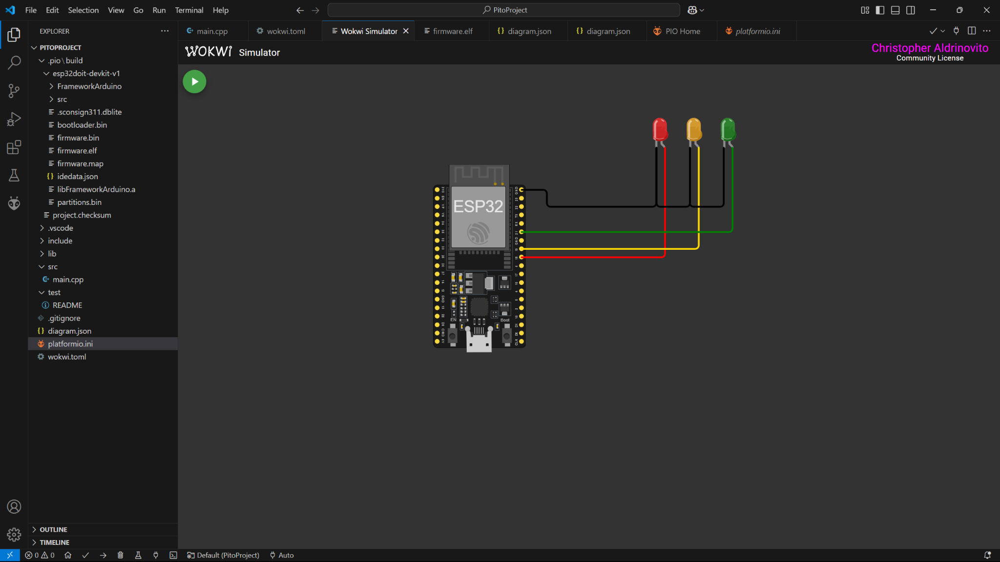 File Edit Selection View Go Run Terminal Help
PitoProject
EXPLORER
main.cpp
wokwi.toml
Wokwi Simulator
firmware.elf
diagram.json
diagram.json
PIO Home
platformio.ini
PITOPROJECT
.pio\build
esp32doit-devkit-v1
FrameworkArduino
src
.sconsign311.dblite
bootloader.bin
firmware.bin
firmware.elf
firmware.map
idedata.json
libFrameworkArduino.a
partitions.bin
project.checksum
.vscode
include
lib
src
main.cpp
test
README
.gitignore
diagram.json
platformio.ini
wokwi.toml
OUTLINE
TIMELINE
WOKWi Simulator
Christopher Aldrinovito
Community License
ESP32
EN
Boot
0 0
Default (PitoProject)
Auto